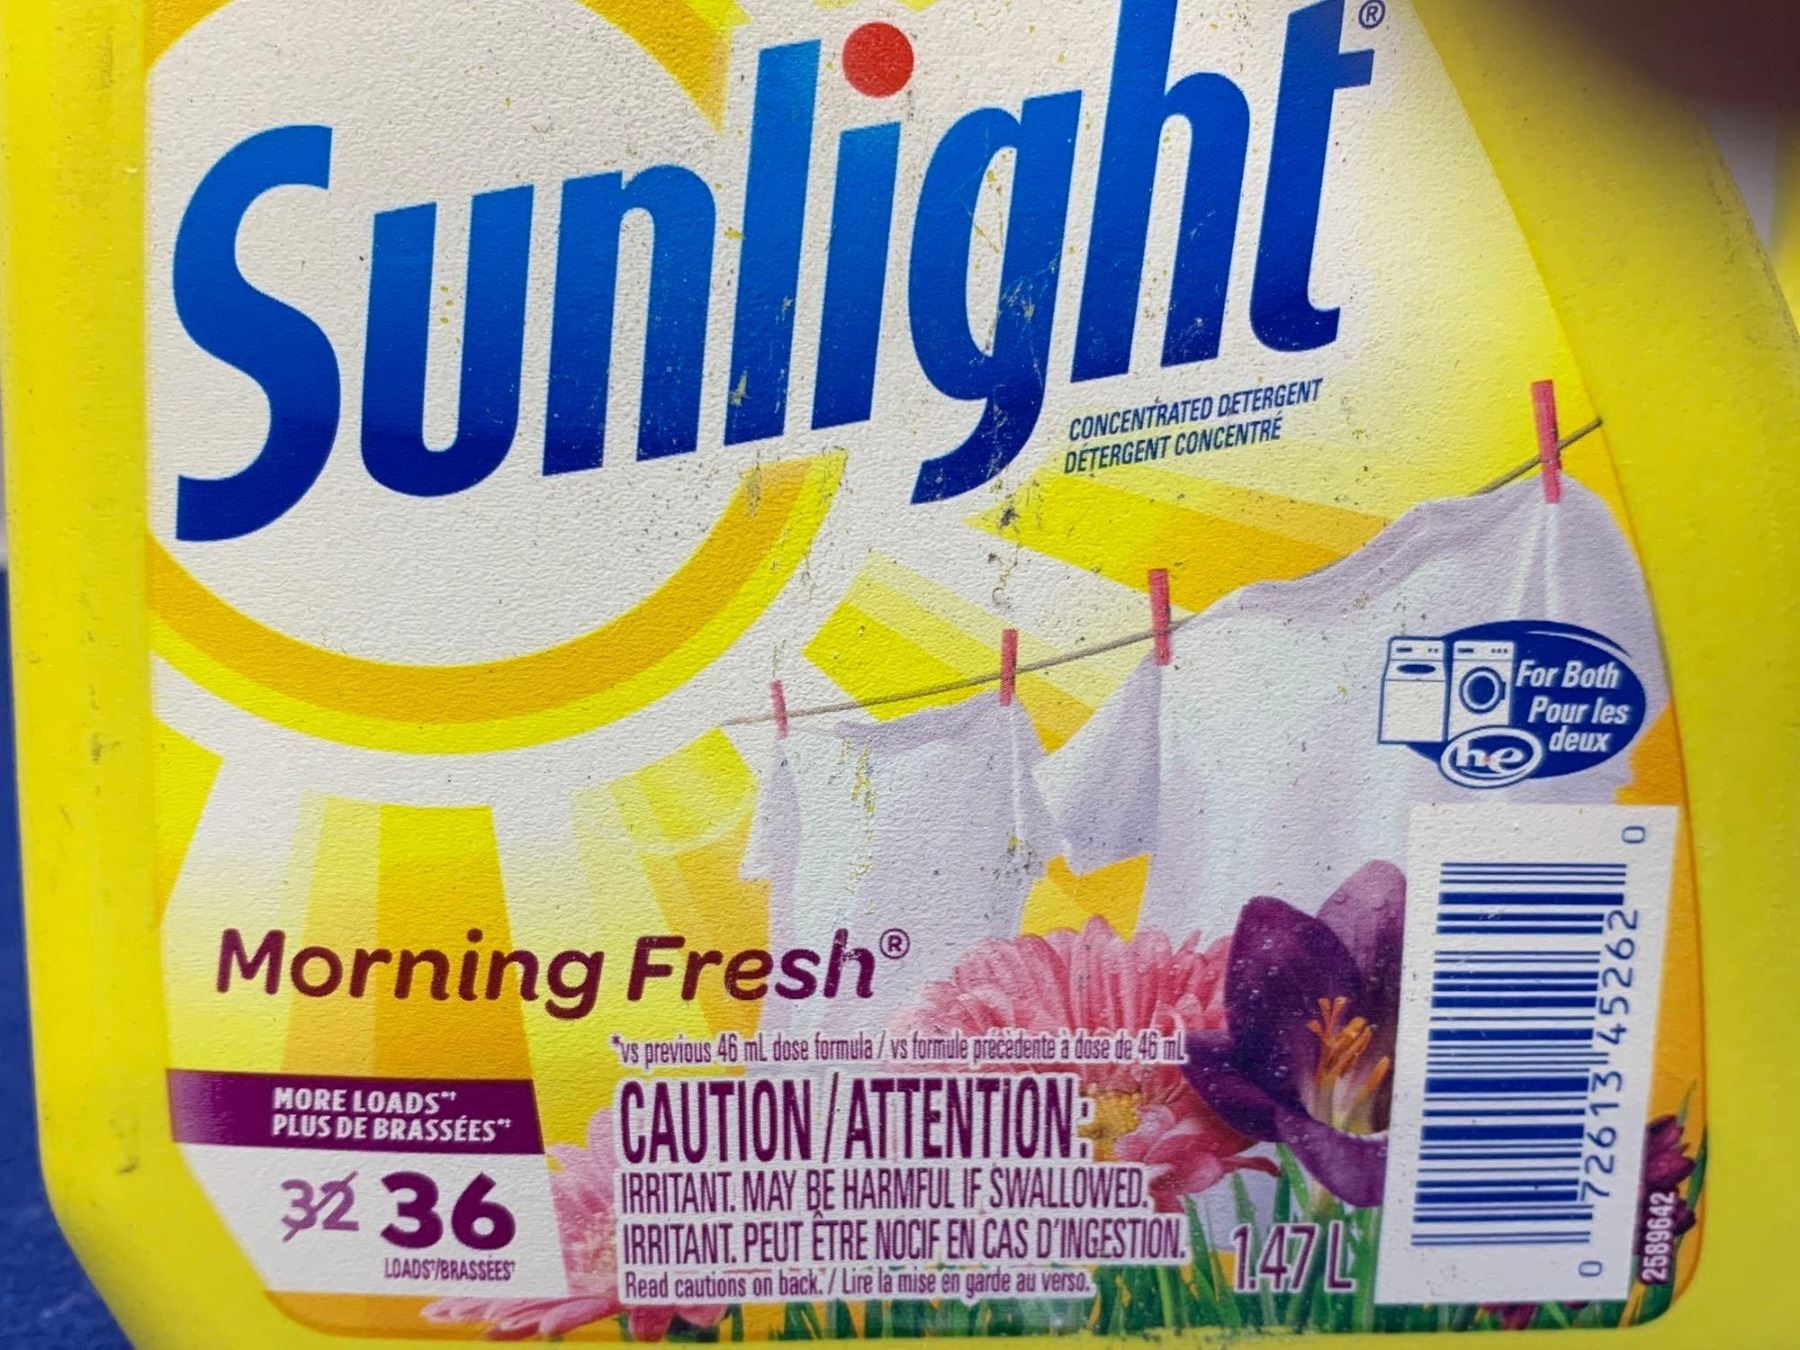 Sunlight®
CONCENTRATED DETERGENT
DÉTERGENT CONCENTRÉ
For Both
Pour les
deux
he
Morning Fresh®
*vs previous 46 mL dose formula / vs formule précédente à dose de 46 mL
MORE LOADS*†
PLUS DE BRASSÉES*†
32 36
LOADS†/BRASSÉES†
CAUTION/ATTENTION:
IRRITANT. MAY BE HARMFUL IF SWALLOWED.
IRRITANT. PEUT ÊTRE NOCIF EN CAS D'INGESTION.
Read cautions on back. / Lire la mise en garde au verso.
1.47 L
0 72613 45262 0
2589642